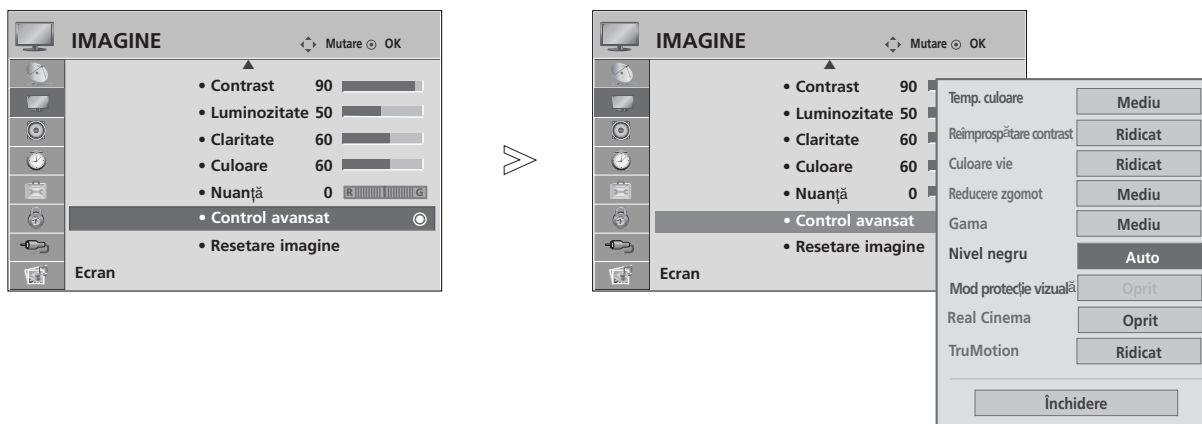 IMAGINE
Mutare OK
• Contrast 90
• Luminozitate 50
• Claritate 60
• Culoare 60
• Nuanță 0 R G
• Control avansat
• Resetare imagine
Ecran
IMAGINE
Mutare OK
• Contrast 90
• Luminozitate 50
• Claritate 60
• Culoare 60
• Nuanță 0
• Control avansat
• Resetare imagine
Ecran
Temp. culoare Mediu
Reîmprospătare contrast Ridicat
Culoare vie Ridicat
Reducere zgomot Mediu
Gama Mediu
Nivel negru Auto
Mod protecție vizuală Oprit
Real Cinema Oprit
TruMotion Ridicat
Închidere